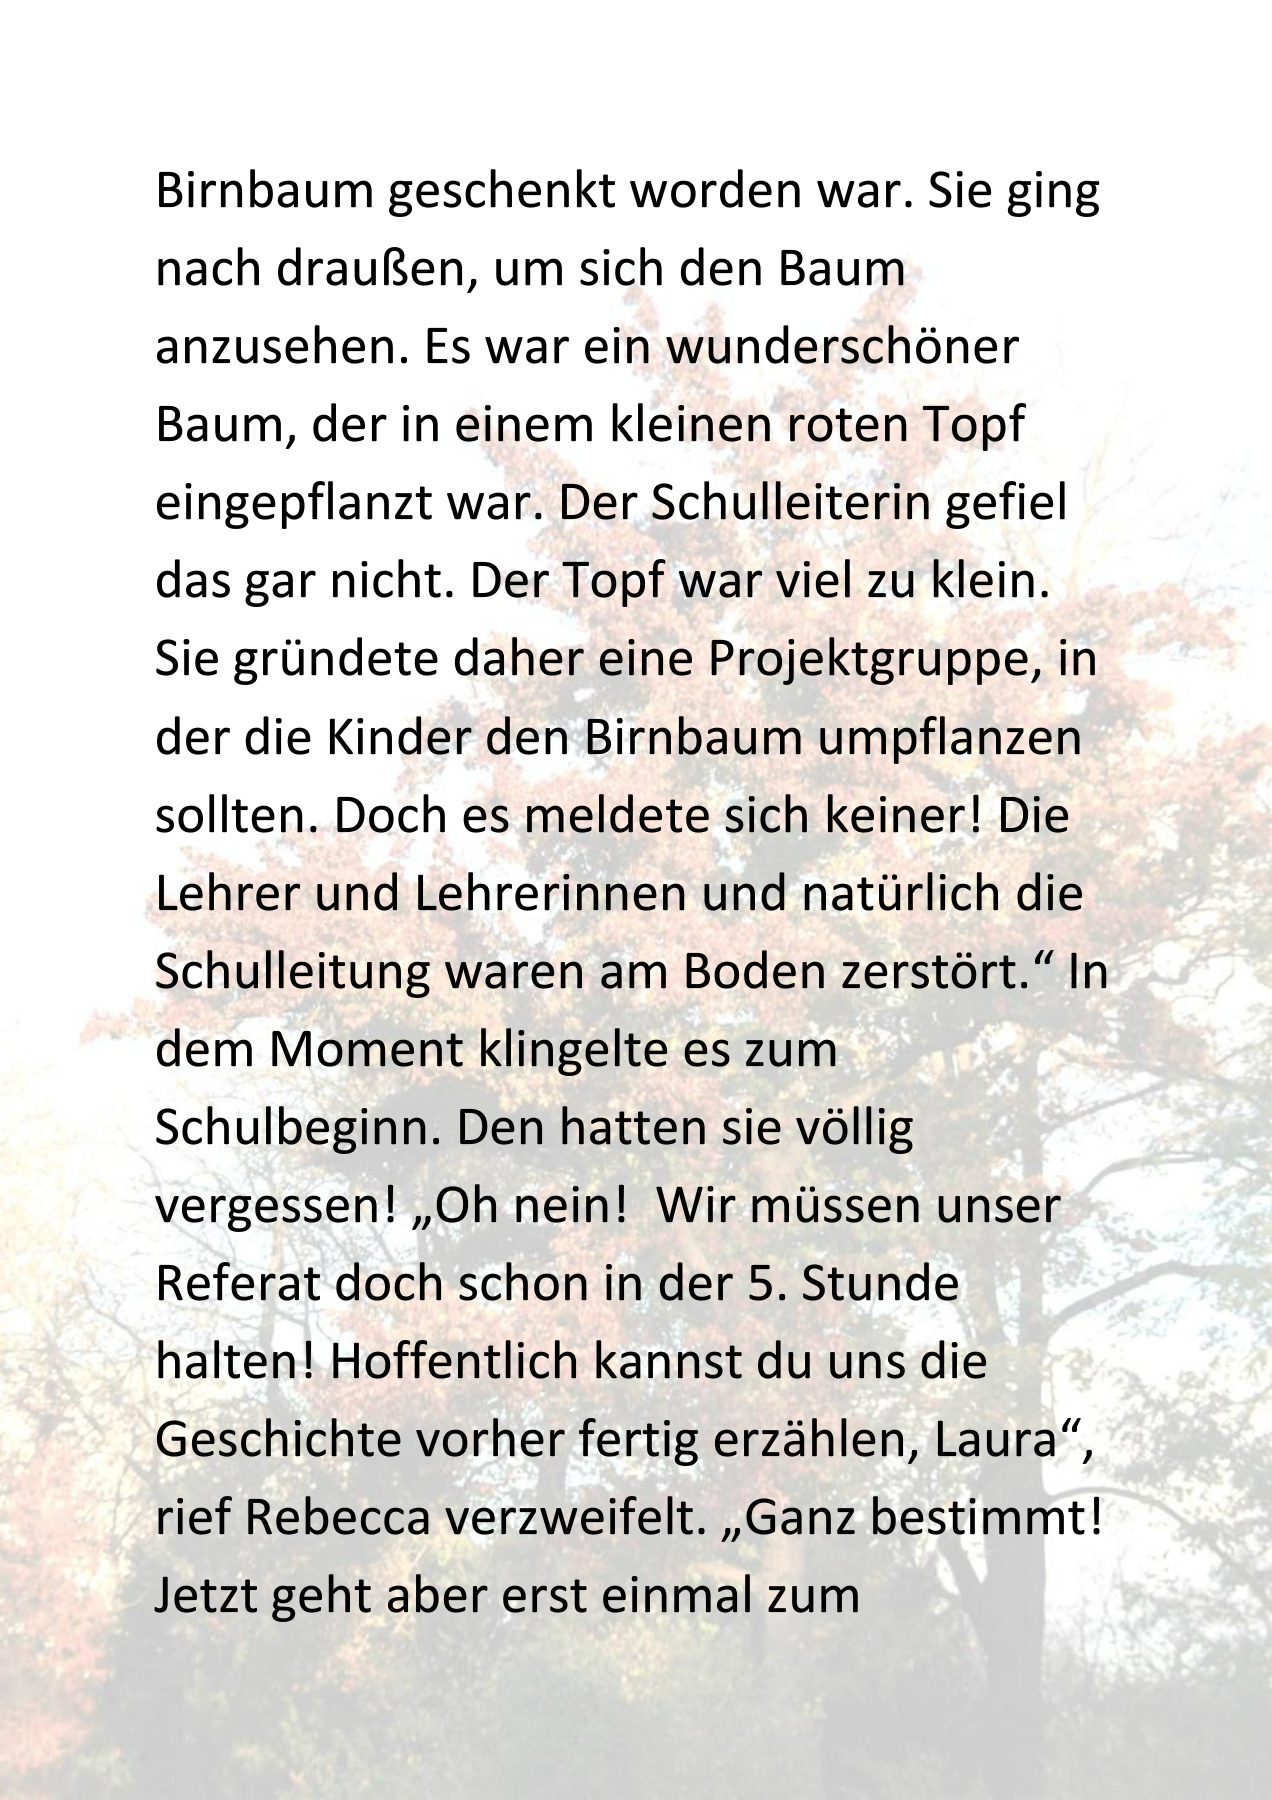 Birnbaum geschenkt worden war. Sie ging
nach draußen, um sich den Baum
anzusehen. Es war ein wunderschöner
Baum, der in einem kleinen roten Topf
eingepflanzt war. Der Schulleiterin gefiel
das gar nicht. Der Topf war viel zu klein.
Sie gründete daher eine Projektgruppe, in
der die Kinder den Birnbaum umpflanzen
sollten. Doch es meldete sich keiner! Die
Lehrer und Lehrerinnen und natürlich die
Schulleitung waren am Boden zerstört.“ In
dem Moment klingelte es zum
Schulbeginn. Den hatten sie völlig
vergessen! „Oh nein!  Wir müssen unser
Referat doch schon in der 5. Stunde
halten! Hoffentlich kannst du uns die
Geschichte vorher fertig erzählen, Laura“,
rief Rebecca verzweifelt. „Ganz bestimmt!
Jetzt geht aber erst einmal zum